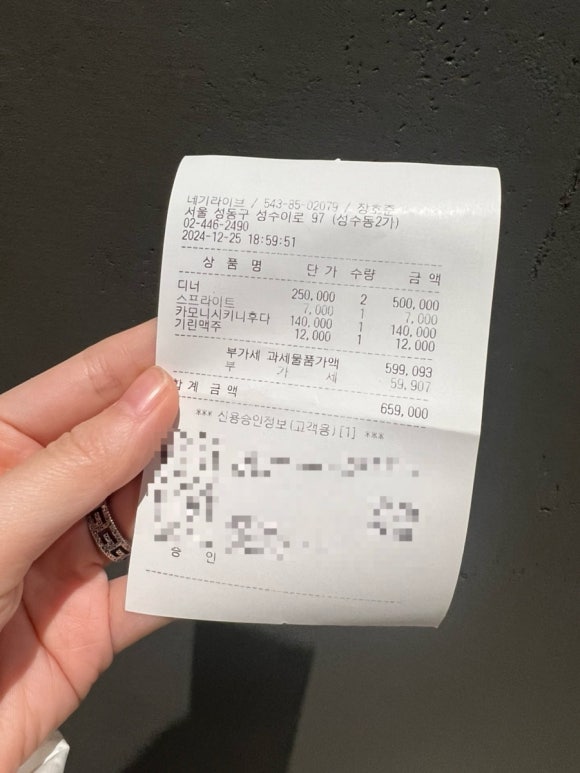 네기라이브 / 543-85-02079 / 장호준
서울 성동구 성수이로 97 (성수동2가)
02-446-2490
2024-12-25 18:59:51
상 품 명 단 가 수량 금 액
디너 250,000 2 500,000
스프라이트 7,000 1 7,000
카모니시키니후다 140,000 1 140,000
기린맥주 12,000 1 12,000
부가세 과세물품가액 599,093
부 가 세 59,907
합 계 금 액 659,000
*** 신용승인정보(고객용) [1] ***
승 인